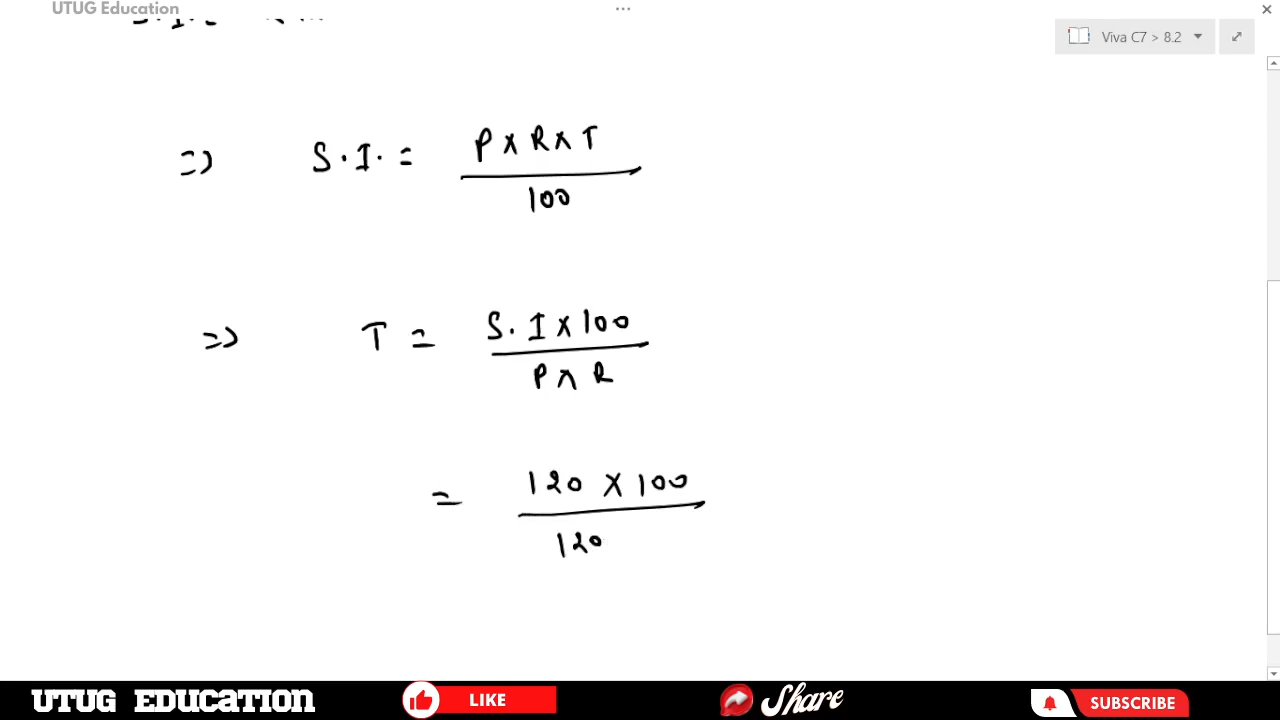 UTUG Education
...
S.I. =
Viva C7 > 8.2
=> S.I. = P x R x T
100
=> T = S.I x 100
P x R
= 120 x 100
120
UTUG EDUCATION LIKE Share SUBSCRIBE